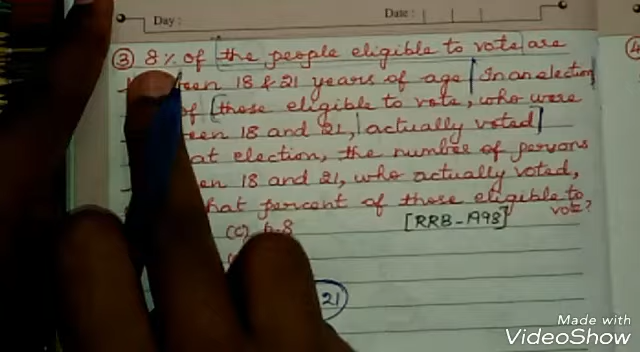 Day :
Date :
③ 8% of the people eligible to vote are
een 18 & 21 years of age In an election
of those eligible to vote, who were
een 18 and 21, actually voted
at election, the number of persons
en 18 and 21, who actually voted,
hat percent of those eligible to
vote?
(c) 6.8
[RRB-1998]
21
Made with
VideoShow